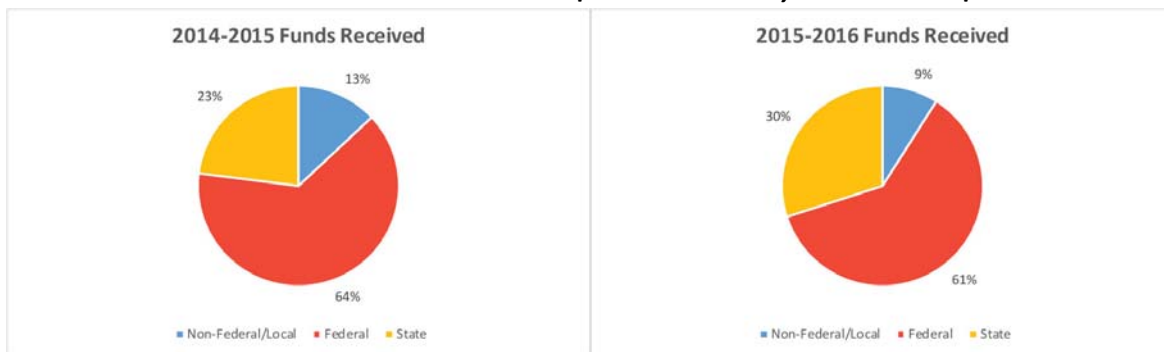 2014-2015 Funds Received
13%
23%
64%
Non-Federal/Local Federal State
2015-2016 Funds Received
9%
30%
61%
Non-Federal/Local Federal State